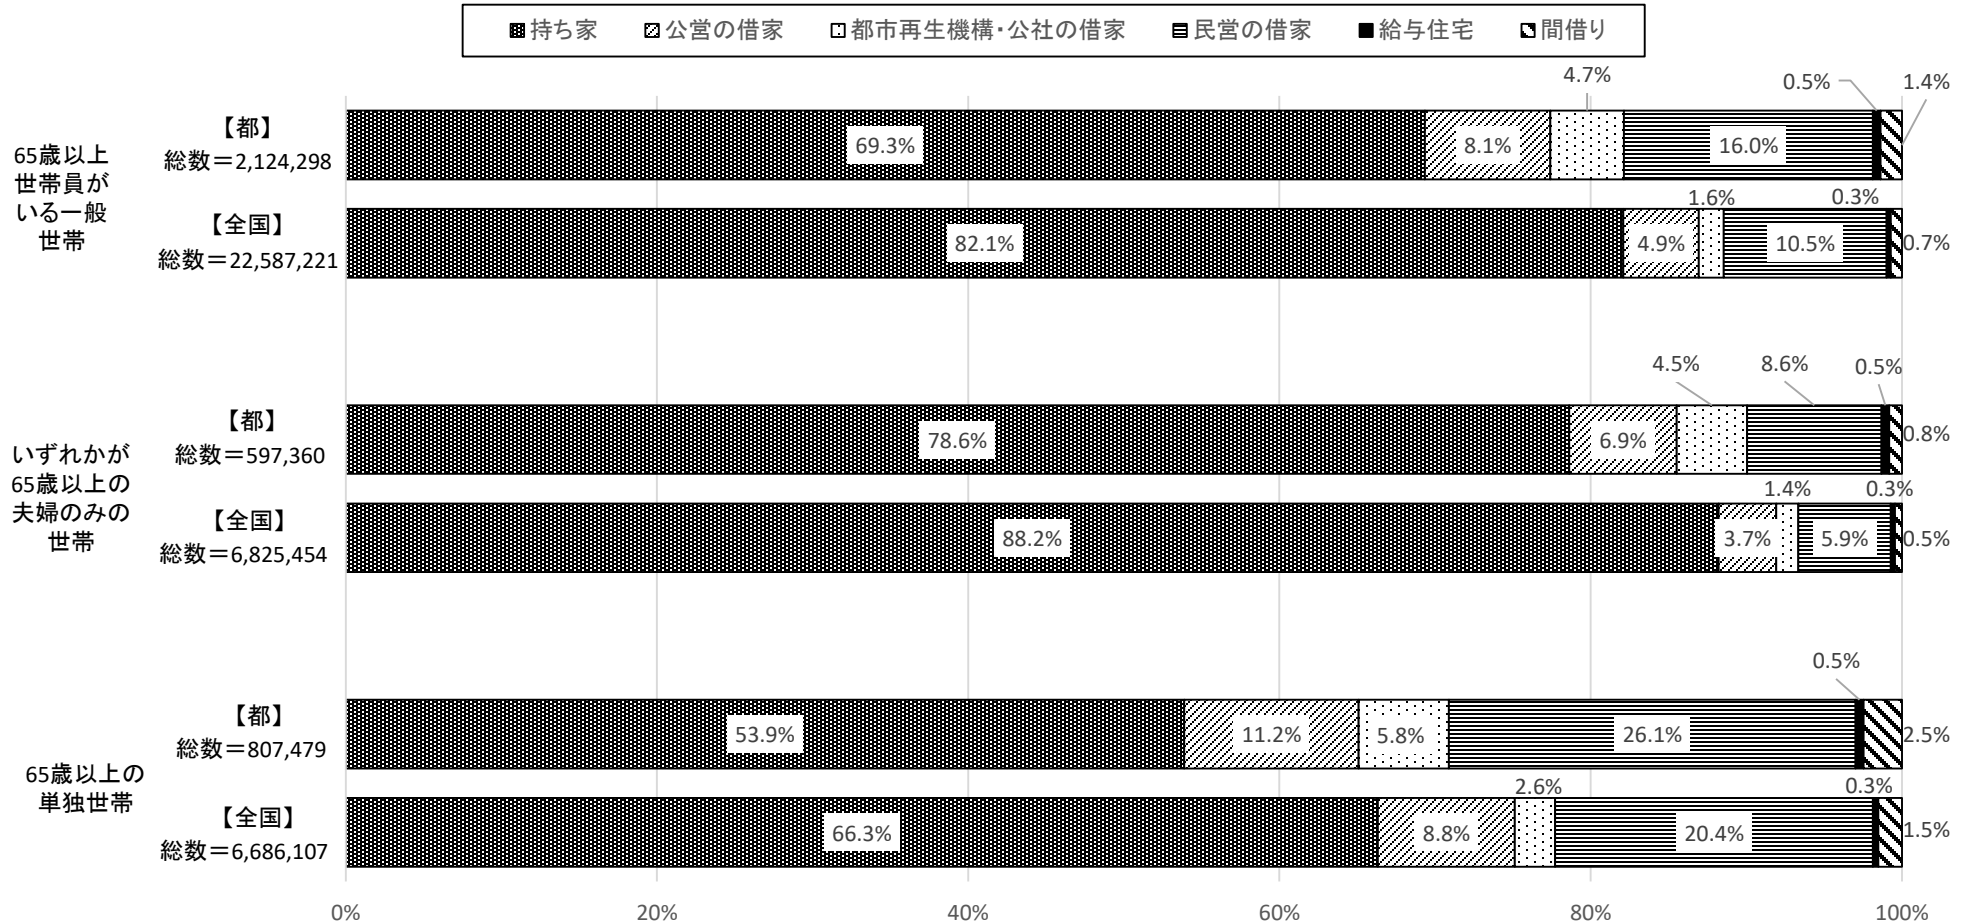 持ち家 公営の借家 都市再生機構・公社の借家 民営の借家 給与住宅 間借り
65歳以上
世帯員が
いる一般
世帯
【都】
総数＝2,124,298
69.3% 8.1% 4.7% 16.0% 0.5% 1.4%
【全国】
総数＝22,587,221
82.1% 4.9% 1.6% 10.5% 0.3% 0.7%
いずれかが
65歳以上の
夫婦のみの
世帯
【都】
総数＝597,360
78.6% 6.9% 4.5% 8.6% 0.5% 0.8%
【全国】
総数＝6,825,454
88.2% 3.7% 1.4% 5.9% 0.3% 0.5%
65歳以上の
単独世帯
【都】
総数＝807,479
53.9% 11.2% 5.8% 26.1% 0.5% 2.5%
【全国】
総数＝6,686,107
66.3% 8.8% 2.6% 20.4% 0.3% 1.5%
0% 20% 40% 60% 80% 100%